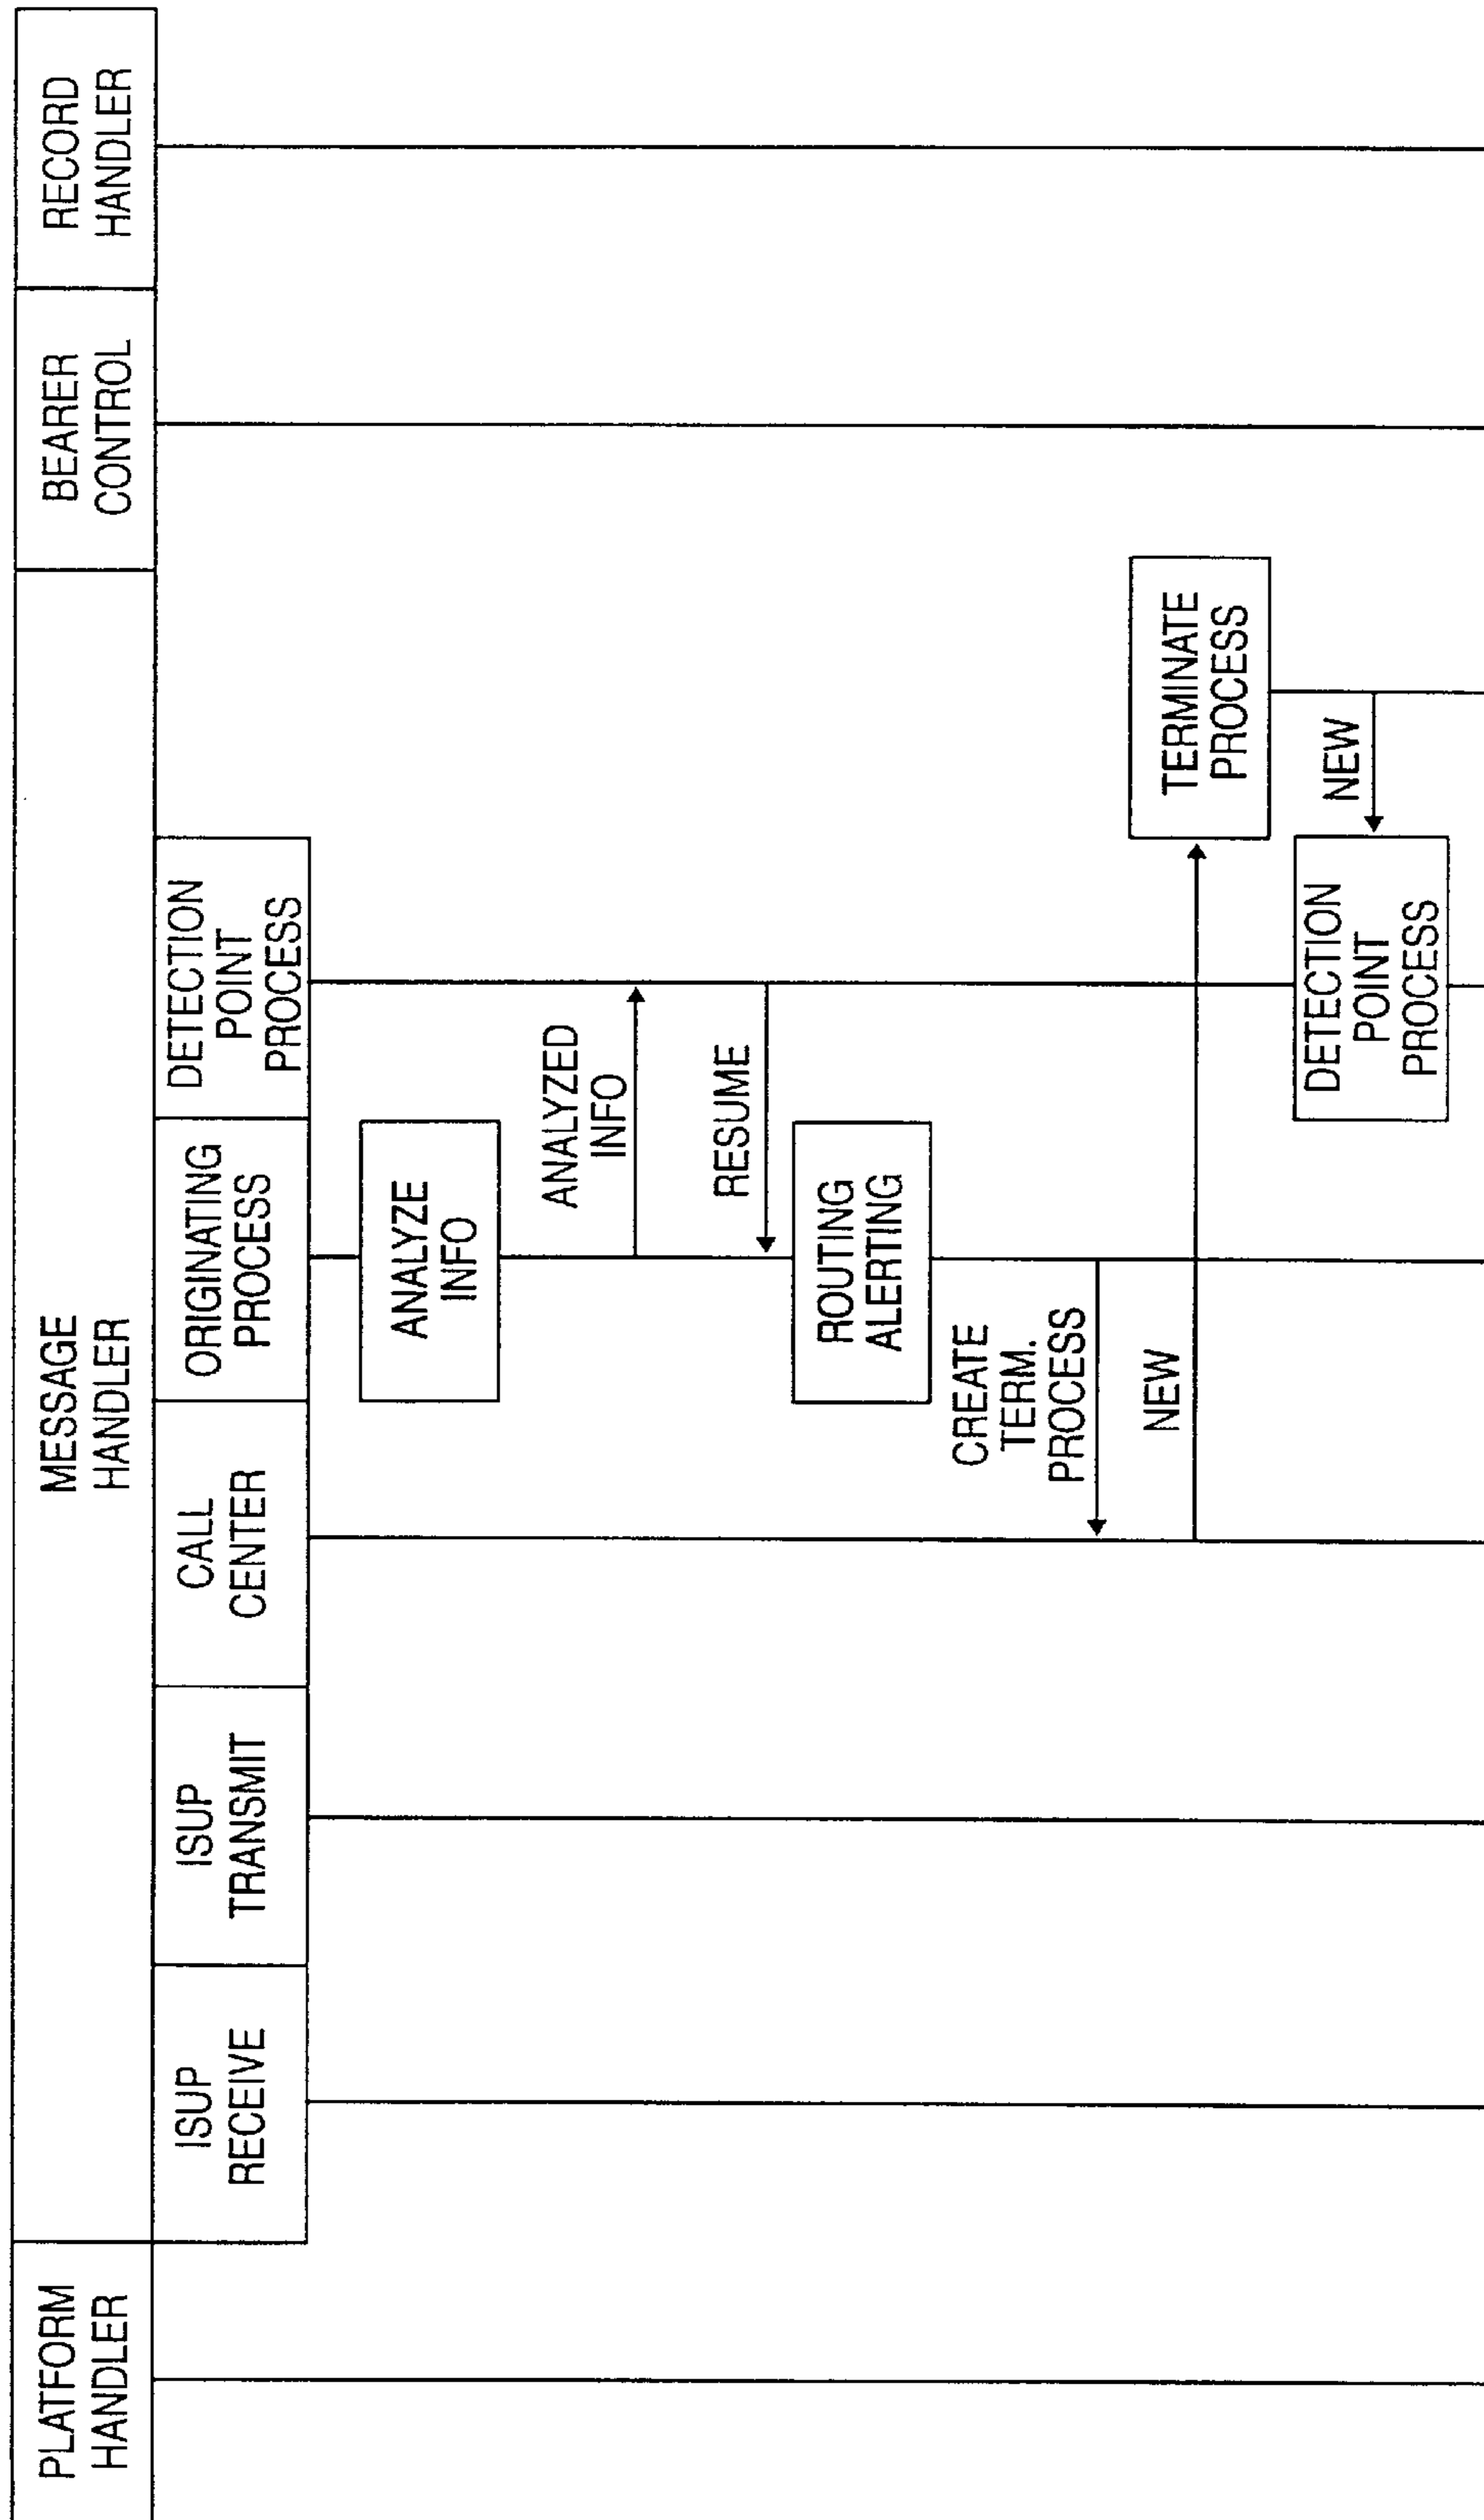 PLATFORM
HANDLER
MESSAGE
HANDLER
BEARER
CONTROL
RECORD
HANDLER
ISUP
RECEIVE
ISUP
TRANSMIT
CALL
CENTER
ORIGINATING
PROCESS
DETECTION
POINT
PROCESS
ANALYZE
INFO
ANALYZED
INFO
RESUME
ROUTING
ALERTING
CREATE
TERM.
PROCESS
NEW
TERMINATE
PROCESS
NEW
DETECTION
POINT
PROCESS